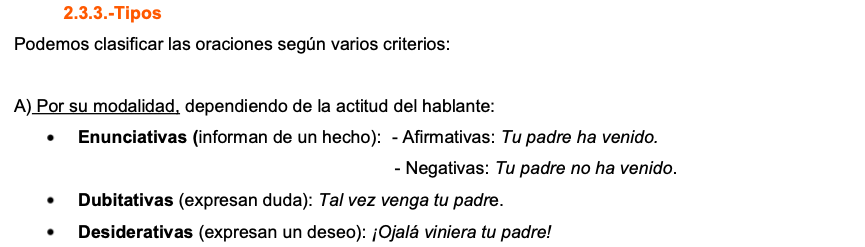 2.3.3.-Tipos
Podemos clasificar las oraciones según varios criterios:
A) Por su modalidad, dependiendo de la actitud del hablante:
• Enunciativas (informan de un hecho): - Afirmativas: Tu padre ha venido.
- Negativas: Tu padre no ha venido.
• Dubitativas (expresan duda): Tal vez venga tu padre.
• Desiderativas (expresan un deseo): ¡Ojalá viniera tu padre!